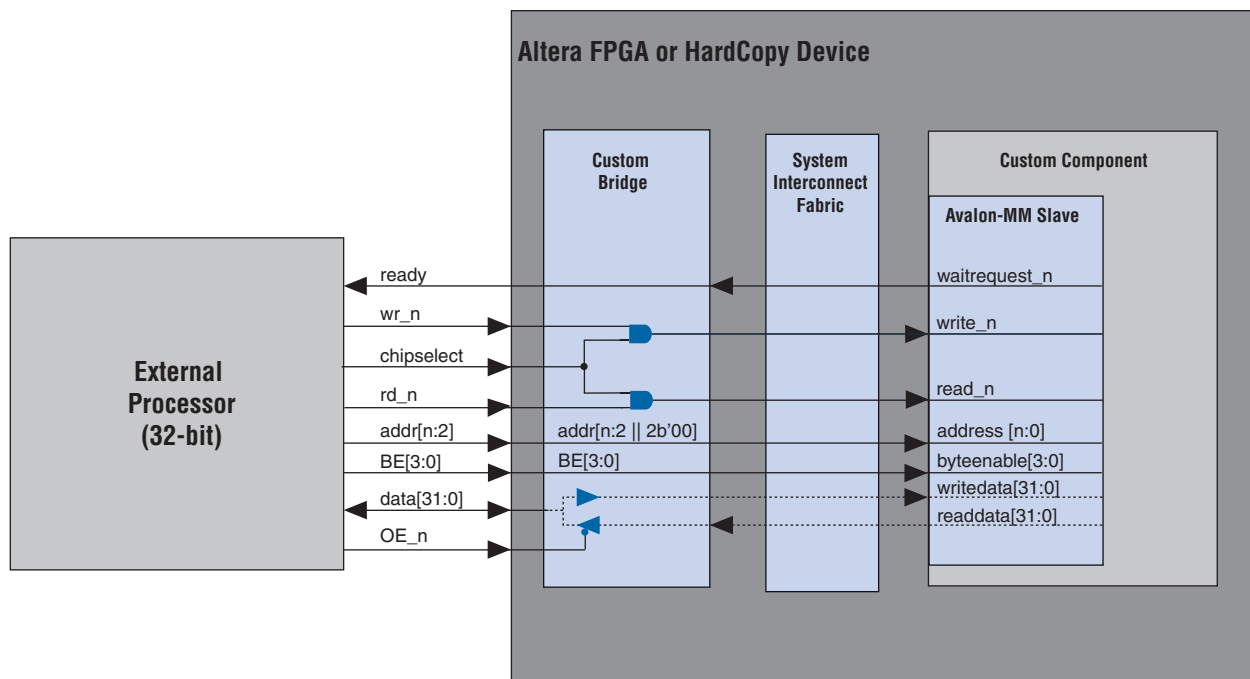 Altera FPGA or HardCopy Device
Custom
Bridge
System
Interconnect
Fabric
Custom Component
Avalon-MM Slave
External
Processor
(32-bit)
ready
waitrequest_n
wr_n
write_n
chipselect
rd_n
read_n
addr[n:2]
addr[n:2 || 2b'00]
address [n:0]
BE[3:0]
BE[3:0]
byteenable[3:0]
writedata[31:0]
data[31:0]
readdata[31:0]
OE_n